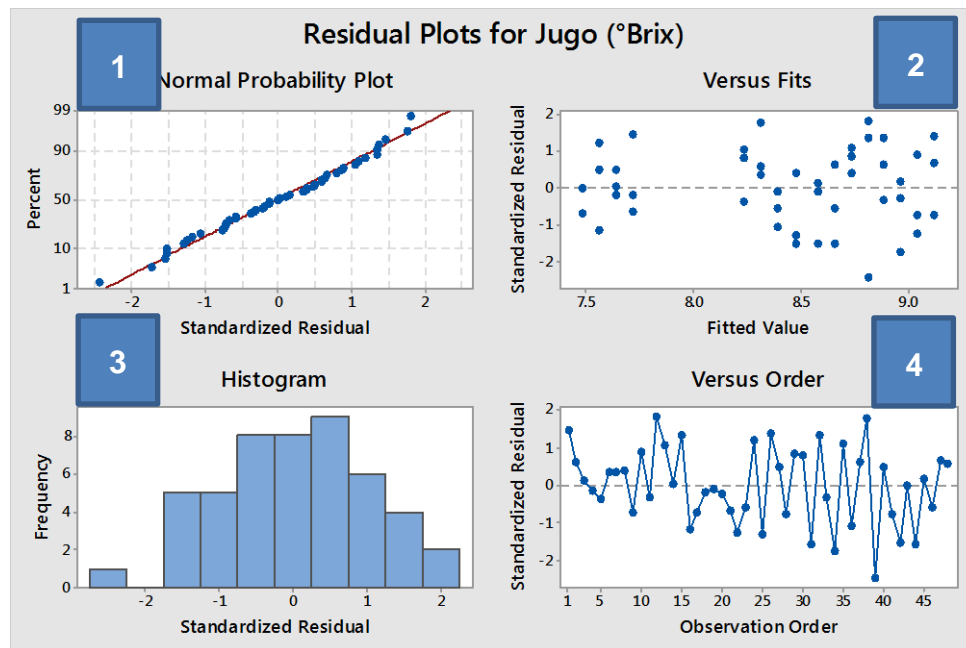 Residual Plots for Jugo (°Brix)
1
Normal Probability Plot
99
90
50
10
1
Percent
-2 -1 0 1 2
Standardized Residual
2
Versus Fits
2
1
0
-1
-2
Standardized Residual
7.5 8.0 8.5 9.0
Fitted Value
3
Histogram
8
6
4
2
0
Frequency
-2 -1 0 1 2
Standardized Residual
4
Versus Order
2
1
0
-1
-2
Standardized Residual
1 5 10 15 20 25 30 35 40 45
Observation Order